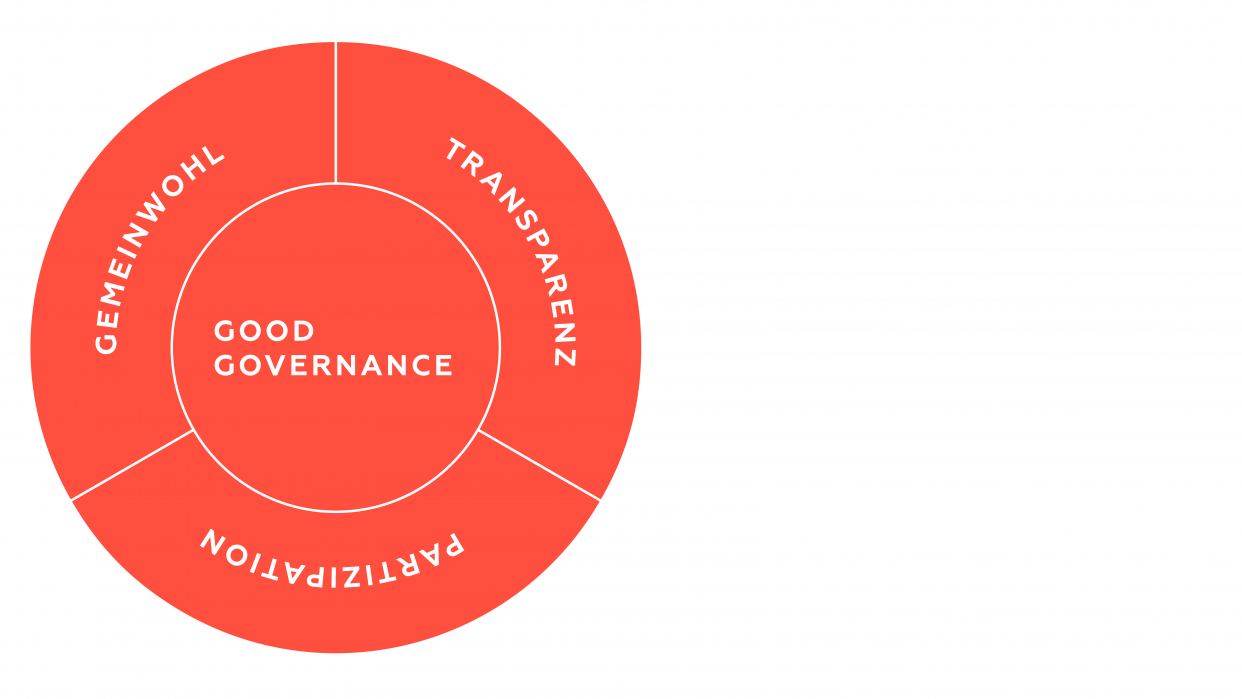 GEMEINWOHL
TRANSPARENZ
GOOD
GOVERNANCE
PARTIZIPATION